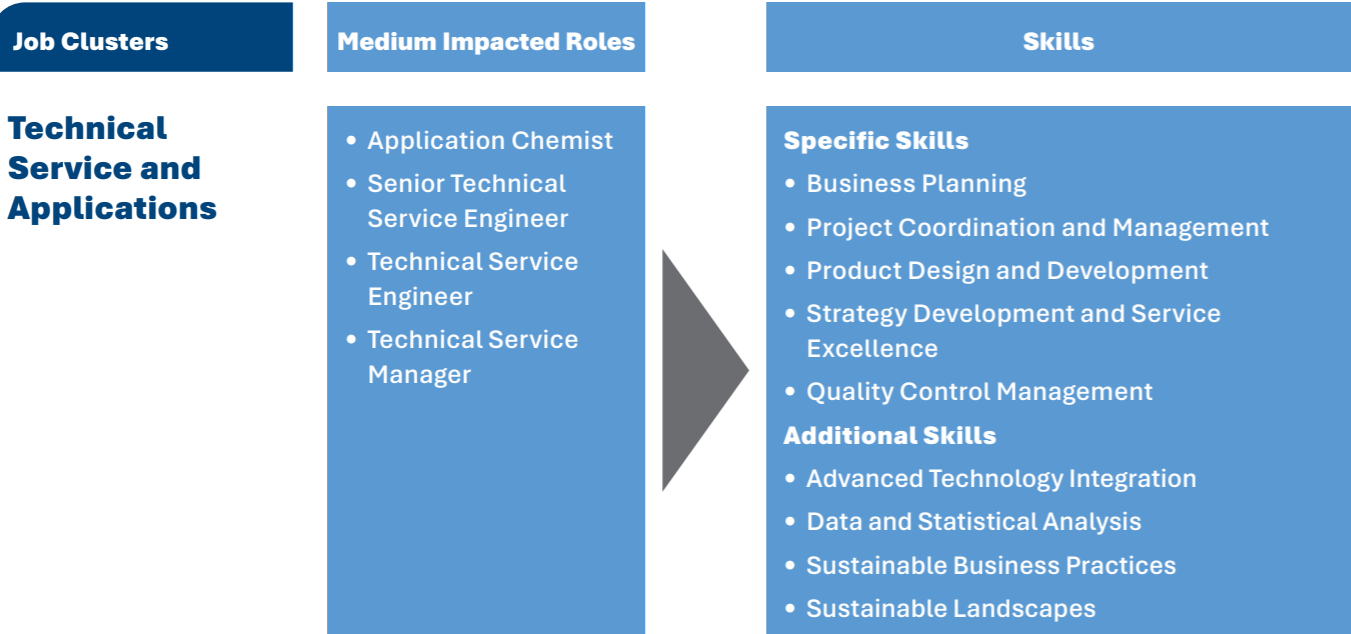 Job Clusters
Medium Impacted Roles
Skills
Technical
Service and
Applications
• Application Chemist
• Senior Technical
Service Engineer
• Technical Service
Engineer
• Technical Service
Manager
Specific Skills
• Business Planning
• Project Coordination and Management
• Product Design and Development
• Strategy Development and Service
Excellence
• Quality Control Management
Additional Skills
• Advanced Technology Integration
• Data and Statistical Analysis
• Sustainable Business Practices
• Sustainable Landscapes